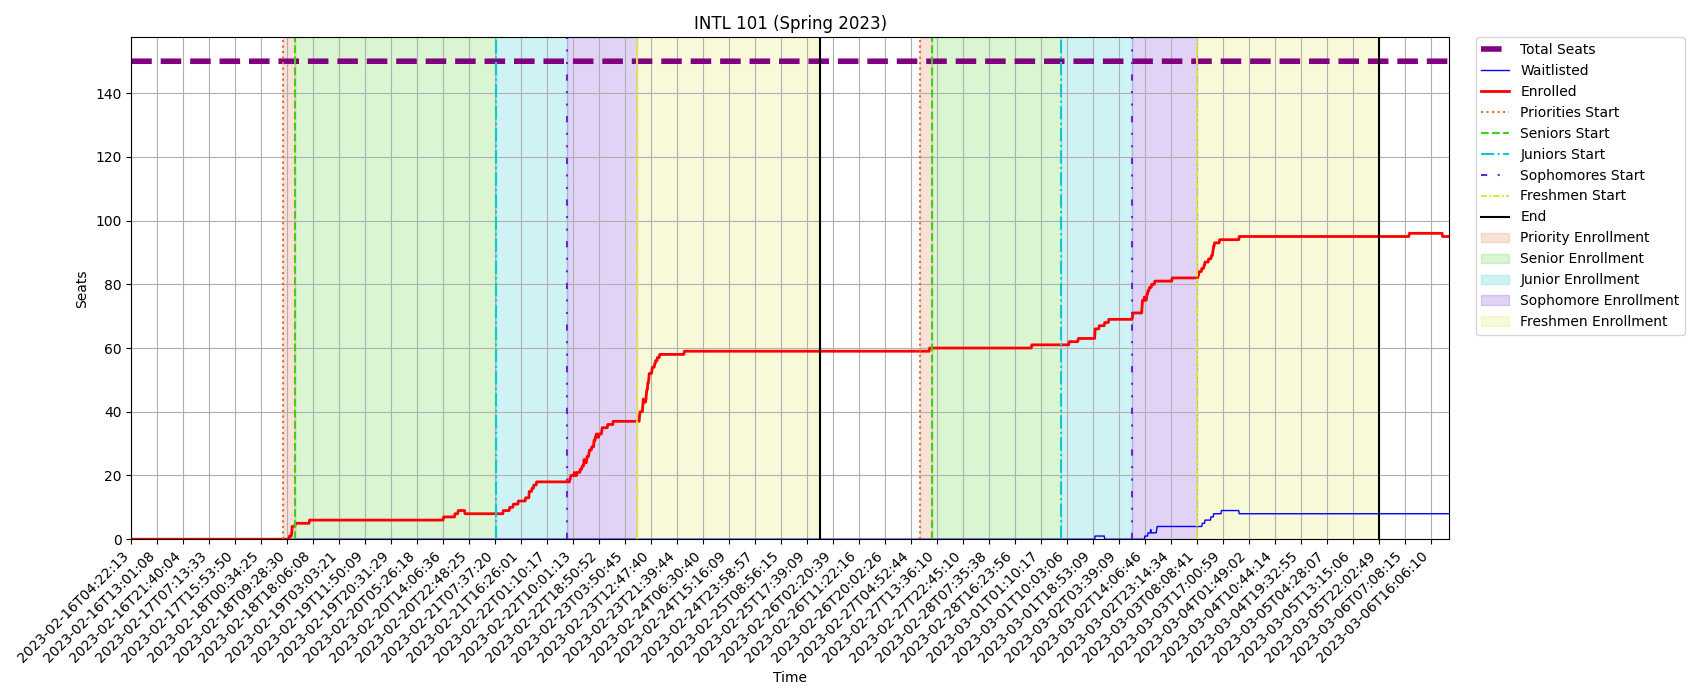 INTL 101 (Spring 2023)
Seats
140
120
100
80
60
40
20
0
2023-02-16T04:22:13
2023-02-16T13:01:08
2023-02-16T21:40:04
2023-02-17T07:13:33
2023-02-17T15:53:50
2023-02-18T00:34:25
2023-02-18T09:28:30
2023-02-18T18:06:08
2023-02-19T03:03:21
2023-02-19T11:50:09
2023-02-19T20:31:29
2023-02-20T05:26:18
2023-02-20T14:06:36
2023-02-20T22:48:25
2023-02-21T07:37:20
2023-02-21T16:26:01
2023-02-22T01:10:17
2023-02-22T10:01:13
2023-02-22T18:50:52
2023-02-23T03:50:45
2023-02-23T12:47:40
2023-02-23T21:39:44
2023-02-24T06:30:40
2023-02-24T15:16:09
2023-02-24T23:58:57
2023-02-25T08:56:15
2023-02-25T17:39:09
2023-02-26T02:20:39
2023-02-26T11:22:16
2023-02-26T20:02:26
2023-02-27T04:52:44
2023-02-27T13:36:10
2023-02-27T22:45:10
2023-02-28T07:35:38
2023-02-28T16:23:56
2023-03-01T01:10:17
2023-03-01T10:03:06
2023-03-01T18:53:09
2023-03-02T03:39:09
2023-03-02T14:06:46
2023-03-02T23:14:34
2023-03-03T08:08:41
2023-03-03T17:00:59
2023-03-04T01:49:02
2023-03-04T10:44:14
2023-03-04T19:32:55
2023-03-05T04:28:07
2023-03-05T13:15:06
2023-03-05T22:02:49
2023-03-06T07:08:15
2023-03-06T16:06:10
Time
Total Seats
Waitlisted
Enrolled
Priorities Start
Seniors Start
Juniors Start
Sophomores Start
Freshmen Start
End
Priority Enrollment
Senior Enrollment
Junior Enrollment
Sophomore Enrollment
Freshmen Enrollment